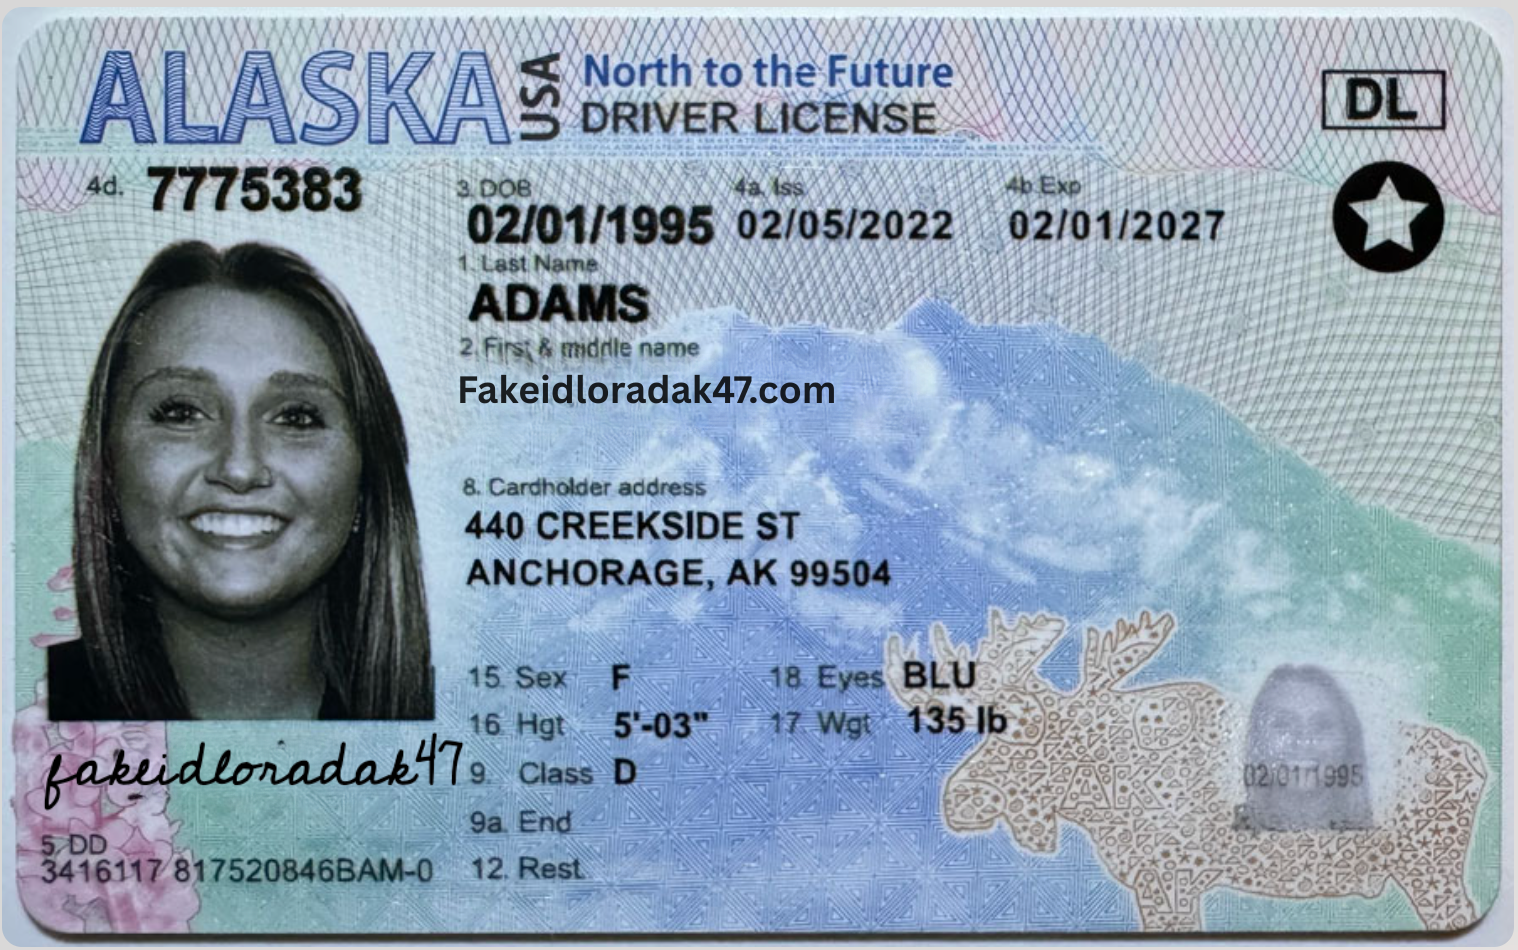 ALASKA USA North to the Future
DRIVER LICENSE
DL
4d. 7775383
3. DOB
02/01/1995
4a. Iss
02/05/2022
4b. Exp
02/01/2027
1. Last Name
ADAMS
2. First & middle name
Fakeidloradak47.com
8. Cardholder address
440 CREEKSIDE ST
ANCHORAGE, AK 99504
15. Sex F 18. Eyes BLU
16. Hgt 5'-03" 17. Wgt 135 lb
9. Class D
9a. End
12. Rest.
fakeidloradak47
5. DD
3416117 817520846BAM-0
02/01/1995
AK
AK